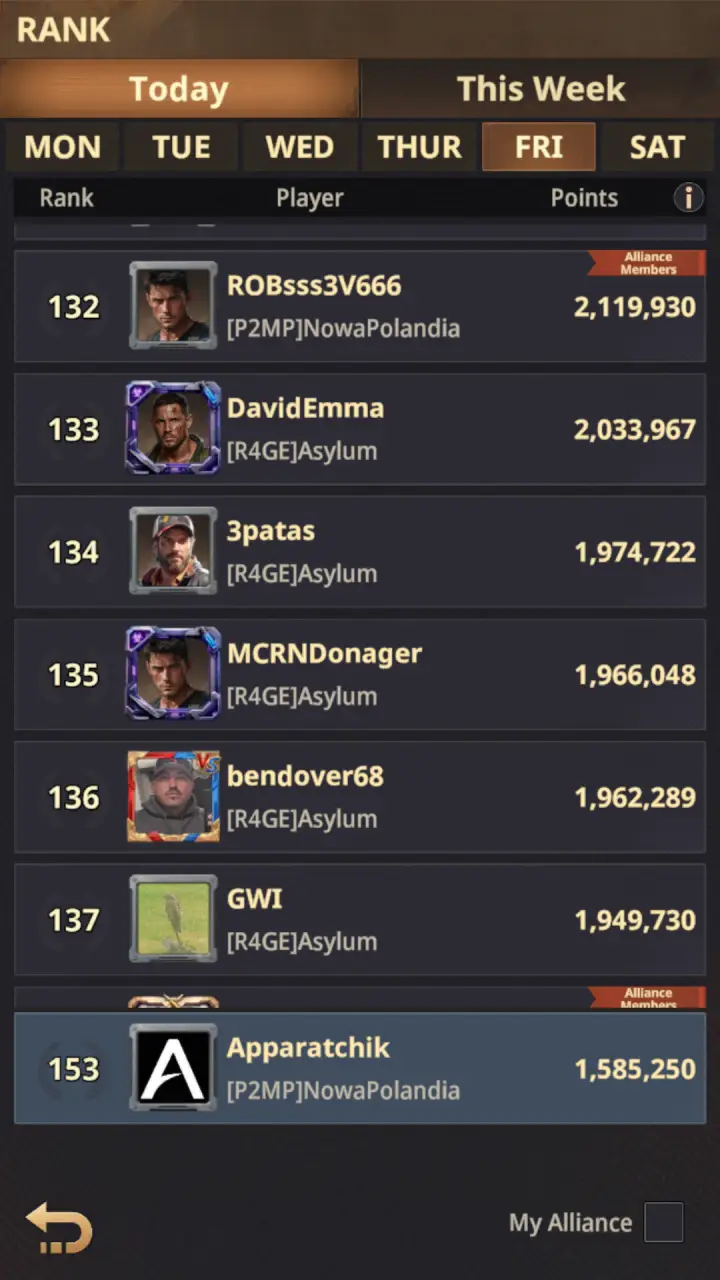 RANK
Today
This Week
MON
TUE
WED
THUR
FRI
SAT
Rank
Player
Points
i
Alliance
Members
132
ROBsss3V666
[P2MP]NowaPolandia
2,119,930
133
DavidEmma
[R4GE]Asylum
2,033,967
134
3patas
[R4GE]Asylum
1,974,722
135
MCRNDonager
[R4GE]Asylum
1,966,048
136
VS
bendover68
[R4GE]Asylum
1,962,289
137
GWI
[R4GE]Asylum
1,949,730
Alliance
Members
153
A
Apparatchik
[P2MP]NowaPolandia
1,585,250
My Alliance